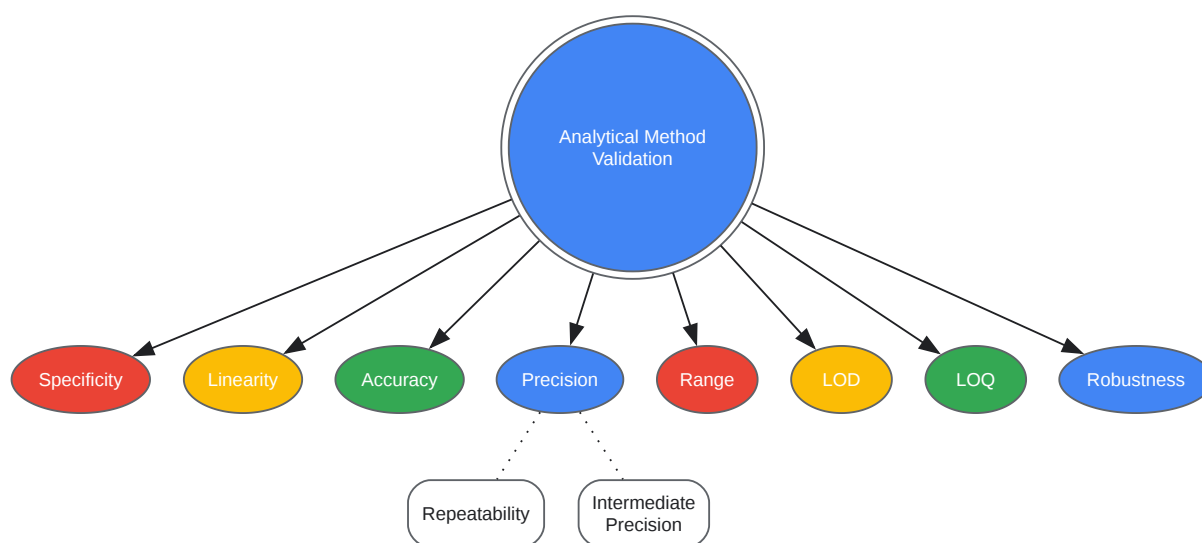 Analytical Method
Validation
Specificity
Linearity
Accuracy
Precision
Range
LOD
LOQ
Robustness
Repeatability
Intermediate
Precision